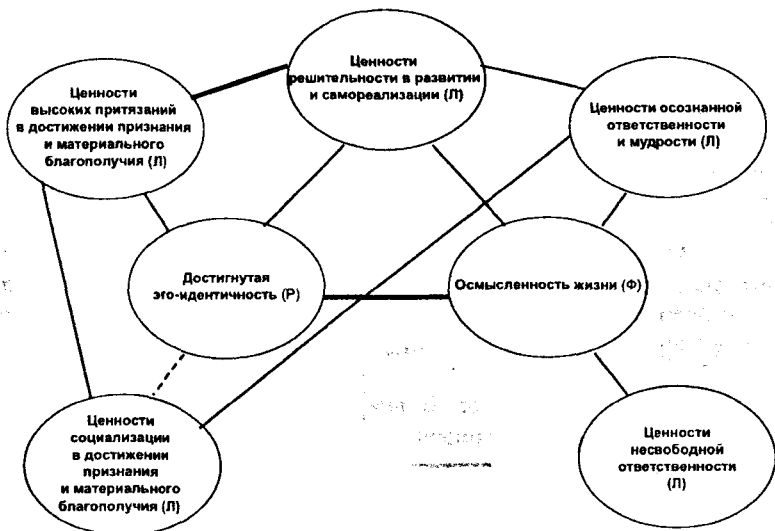 Ценности
решительности в развитии
и самореализации (Л)
Ценности
высоких притязаний
в достижении признания
и материального
благополучия (Л)
Ценности осознанной
ответственности
и мудрости (Л)
Достигнутая
эго-идентичность (Р)
Осмысленность жизни (Ф)
Ценности
социализации
в достижении
признания
и материального
благополучия (Л)
Ценности
несвободной
ответственности
(Л)